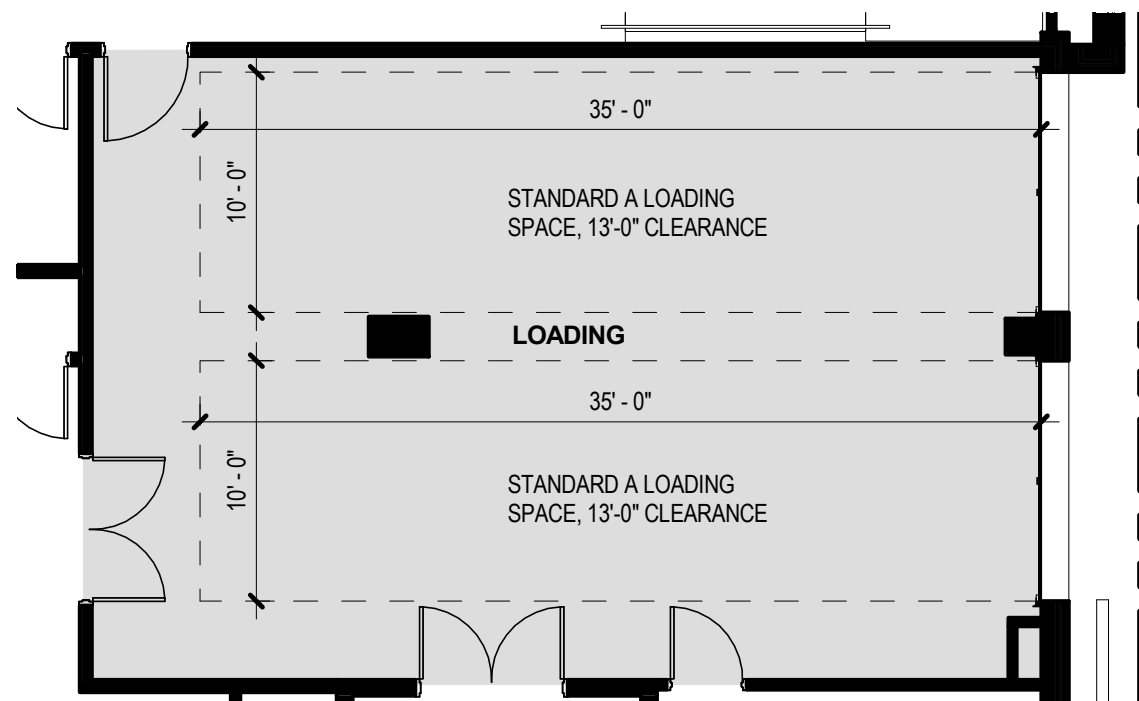 35' - 0"
10' - 0"
STANDARD A LOADING
SPACE, 13'-0" CLEARANCE
LOADING
35' - 0"
10' - 0"
STANDARD A LOADING
SPACE, 13'-0" CLEARANCE